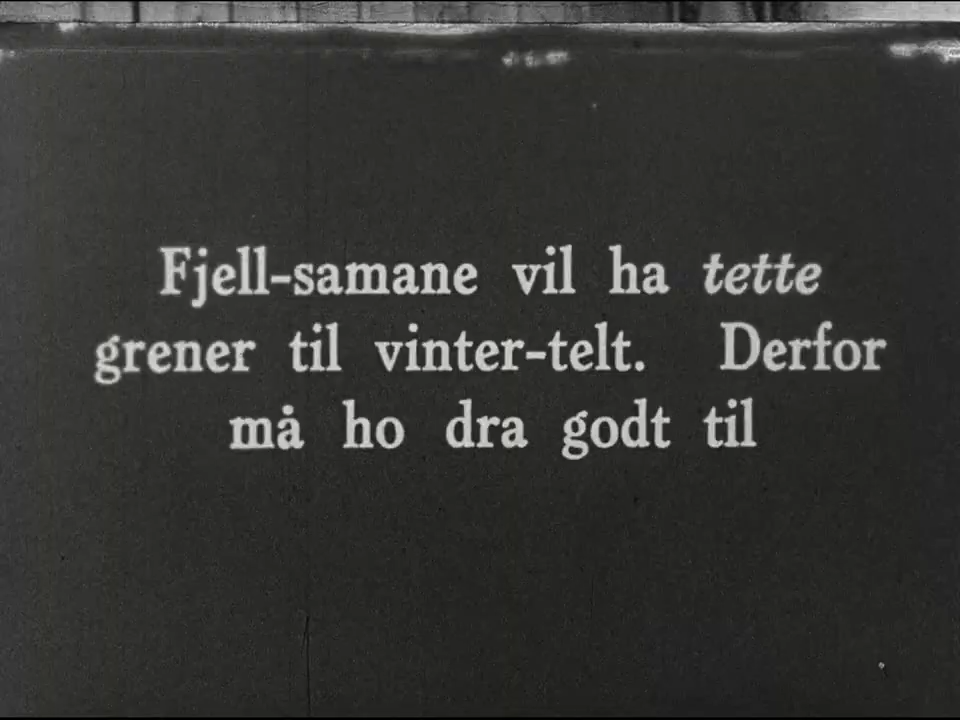 Fjell-samane vil ha tette
grener til vinter-telt. Derfor
må ho dra godt til